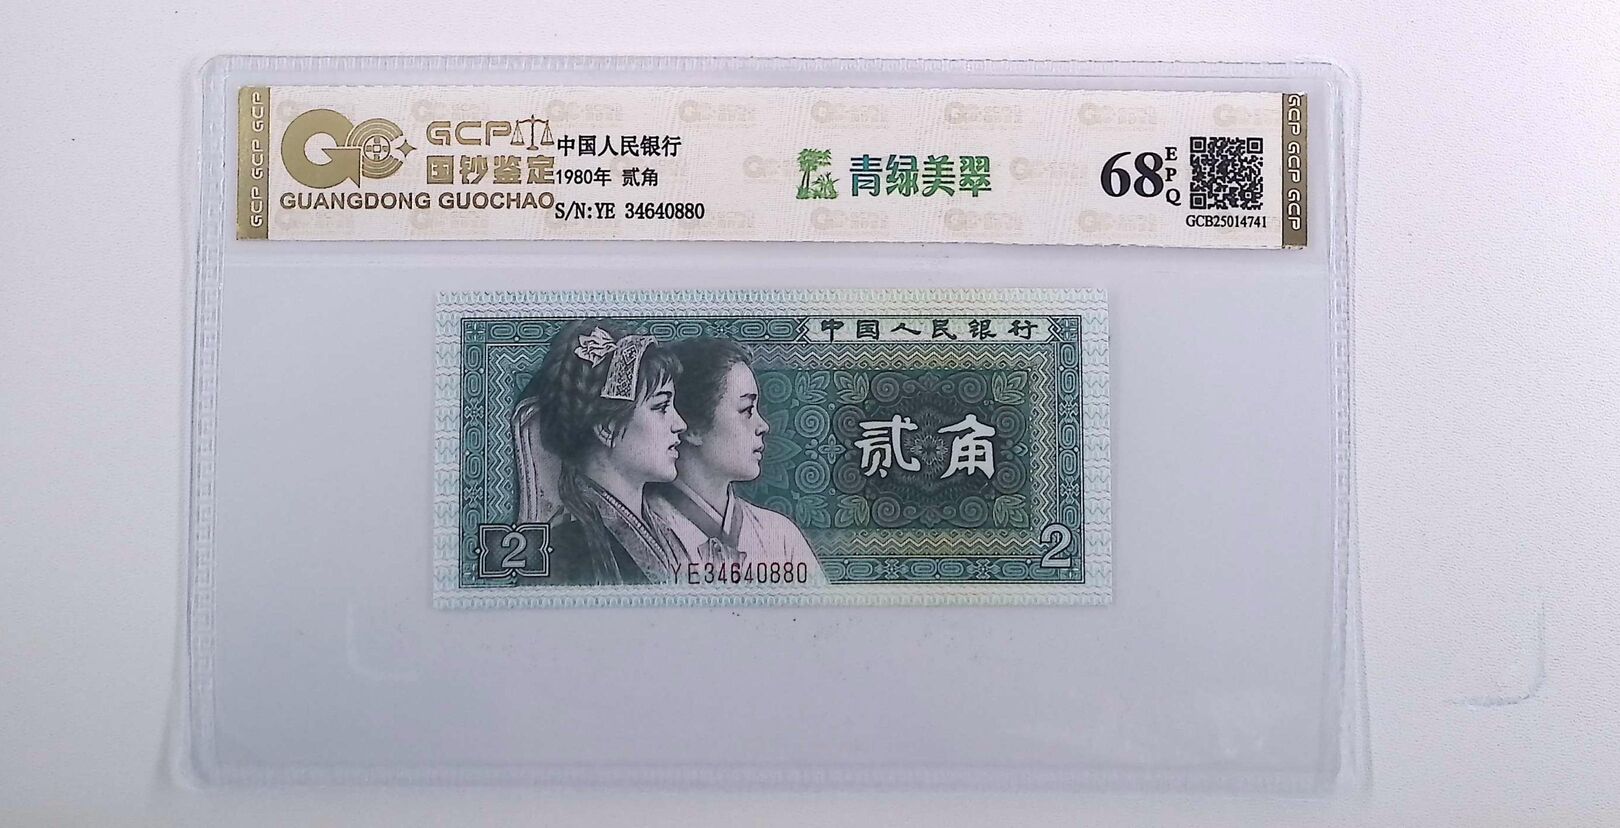 GCP
国钞鉴定
GUANGDONG GUOCHAO
中国人民银行
1980年 贰角
S/N:YE 34640880
青绿美翠
68
EPQ
GCB25014741
GCP GCP GCP
GCP GCP GCP
中国人民银行
贰角
2
2
YE34640880